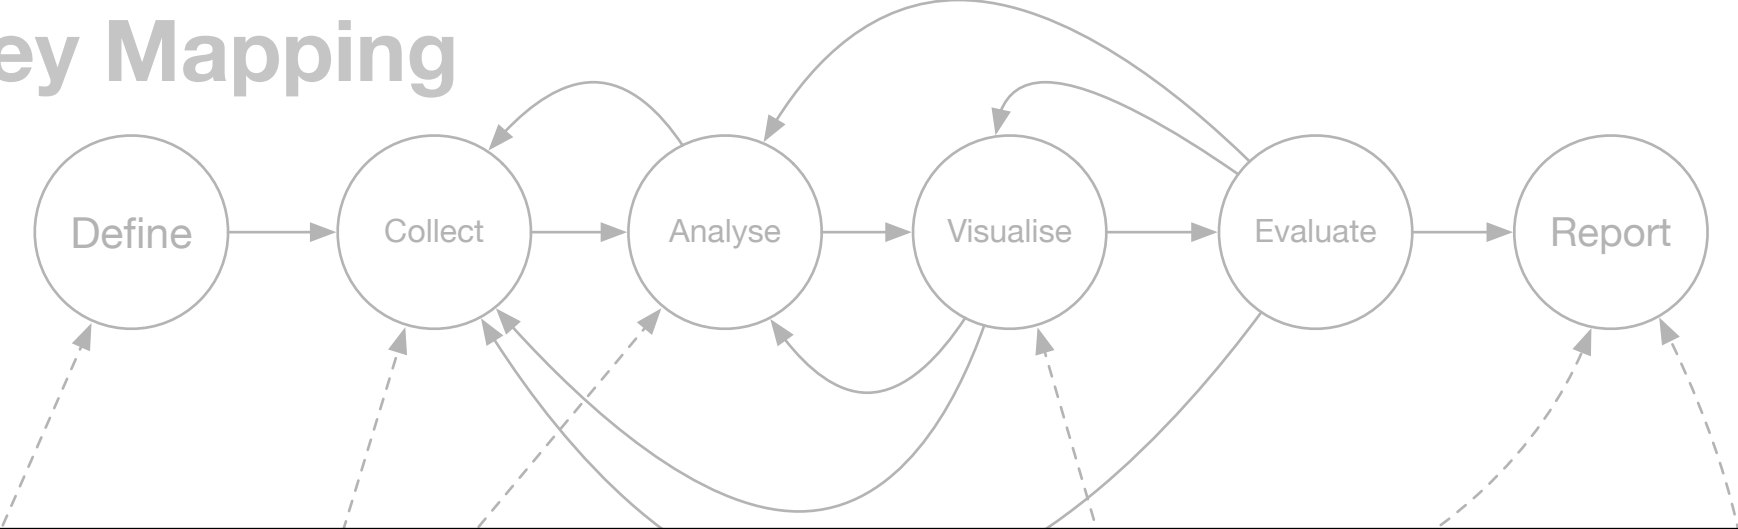 ey Mapping
Define
Collect
Analyse
Visualise
Evaluate
Report